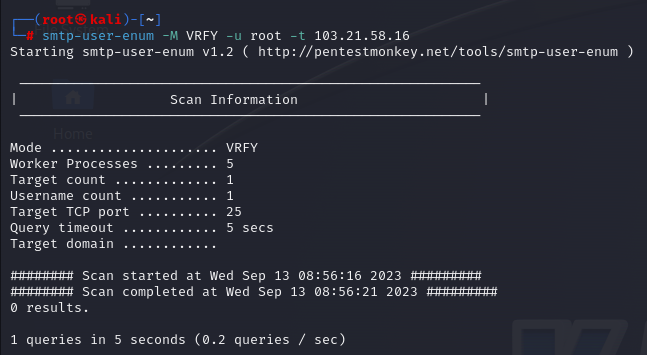 ┌──(root㉿kali)-[~]
└─# smtp-user-enum -M VRFY -u root -t 103.21.58.16
Starting smtp-user-enum v1.2 ( http://pentestmonkey.net/tools/smtp-user-enum )
| Scan Information |
Home
Mode ..................... VRFY
Worker Processes ......... 5
Target count ............. 1
Username count ........... 1
Target TCP port .......... 25
Query timeout ............ 5 secs
Target domain ............
######## Scan started at Wed Sep 13 08:56:16 2023 #########
######## Scan completed at Wed Sep 13 08:56:21 2023 #########
0 results.
1 queries in 5 seconds (0.2 queries / sec)